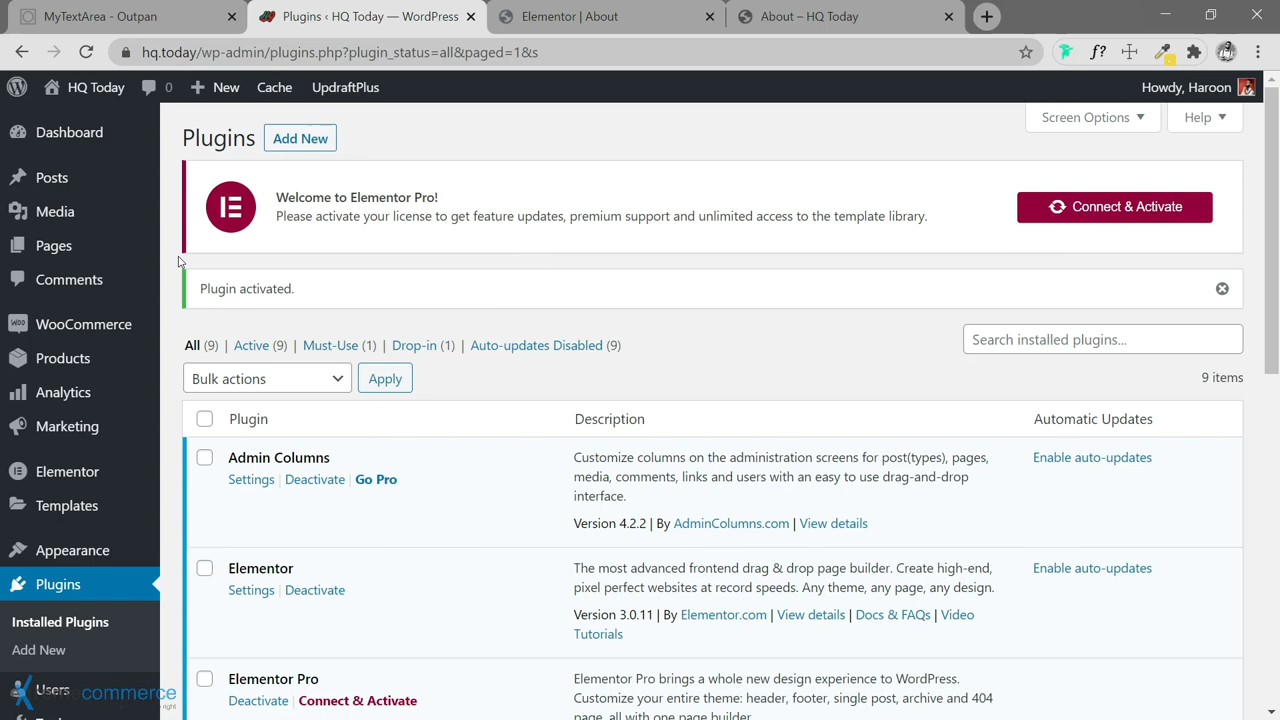 MyTextArea - Outpan
Plugins ‹ HQ Today — WordPress
Elementor | About
About – HQ Today
hq.today/wp-admin/plugins.php?plugin_status=all&paged=1&s
f?
HQ Today
0
New
Cache
UpdraftPlus
Howdy, Haroon
Dashboard
Posts
Media
Pages
Comments
WooCommerce
Products
Analytics
Marketing
Elementor
Templates
Appearance
Plugins
Installed Plugins
Add New
Users
commerce
right
Plugins
Add New
Screen Options
Help
Welcome to Elementor Pro!
Please activate your license to get feature updates, premium support and unlimited access to the template library.
Connect & Activate
Plugin activated.
All (9) | Active (9) | Must-Use (1) | Drop-in (1) | Auto-updates Disabled (9)
Search installed plugins...
Bulk actions
Apply
9 items
Plugin
Description
Automatic Updates
Admin Columns
Settings | Deactivate | Go Pro
Customize columns on the administration screens for post(types), pages,
media, comments, links and users with an easy to use drag-and-drop
interface.
Version 4.2.2 | By AdminColumns.com | View details
Enable auto-updates
Elementor
Settings | Deactivate
The most advanced frontend drag & drop page builder. Create high-end,
pixel perfect websites at record speeds. Any theme, any page, any design.
Version 3.0.11 | By Elementor.com | View details | Docs & FAQs | Video
Tutorials
Enable auto-updates
Elementor Pro
Deactivate | Connect & Activate
Elementor Pro brings a whole new design experience to WordPress.
Customize your entire theme: header, footer, single post, archive and 404
page, all with one page builder